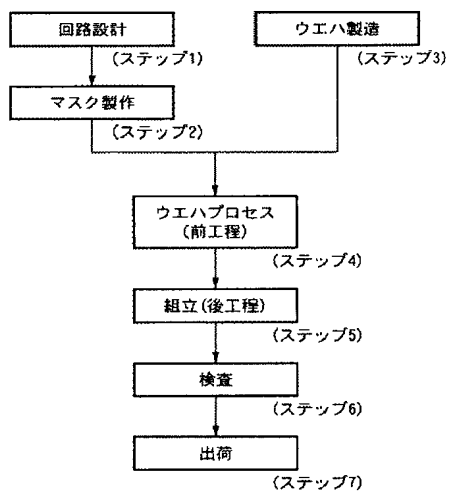 回路設計
(ステップ1)
ウエハ製造
(ステップ3)
マスク製作
(ステップ2)
ウエハプロセス
(前工程)
(ステップ4)
組立(後工程)
(ステップ5)
検査
(ステップ6)
出荷
(ステップ7)